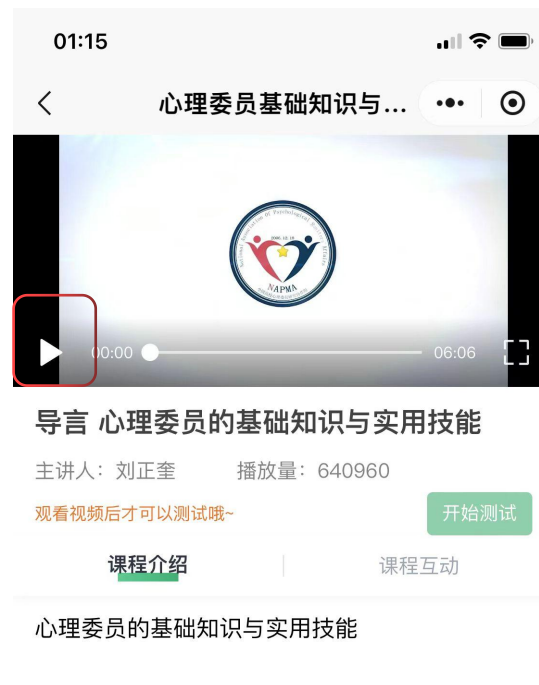 01:15
心理委员基础知识与...
NAPMA
00:00 06:06
导言 心理委员的基础知识与实用技能
主讲人：刘正奎 播放量：640960
观看视频后才可以测试哦~
开始测试
课程介绍 课程互动
心理委员的基础知识与实用技能